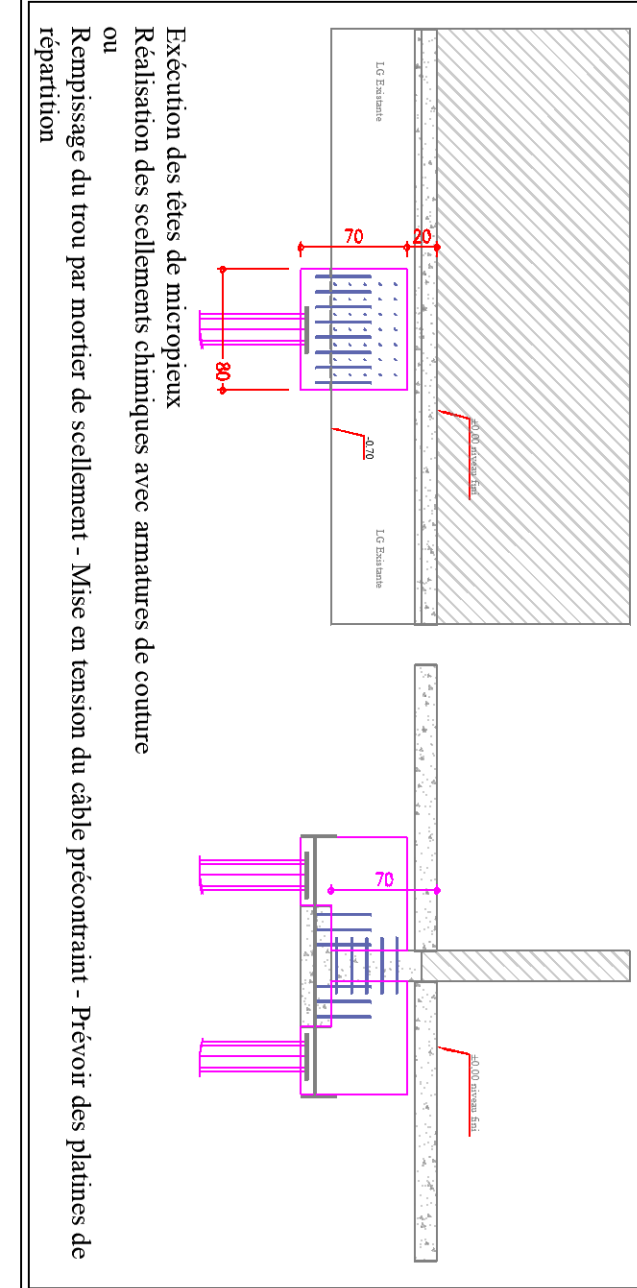 LG Existante
70
20
80
±0.00 niveau fini
-0.70
LG Existante
70
±0.00 niveau fini
Exécution des têtes de micropieux
Réalisation des scellements chimiques avec armatures de couture
ou
Rempissage du trou par mortier de scellement - Mise en tension du câble précontraint - Prévoir des platines de
répartition